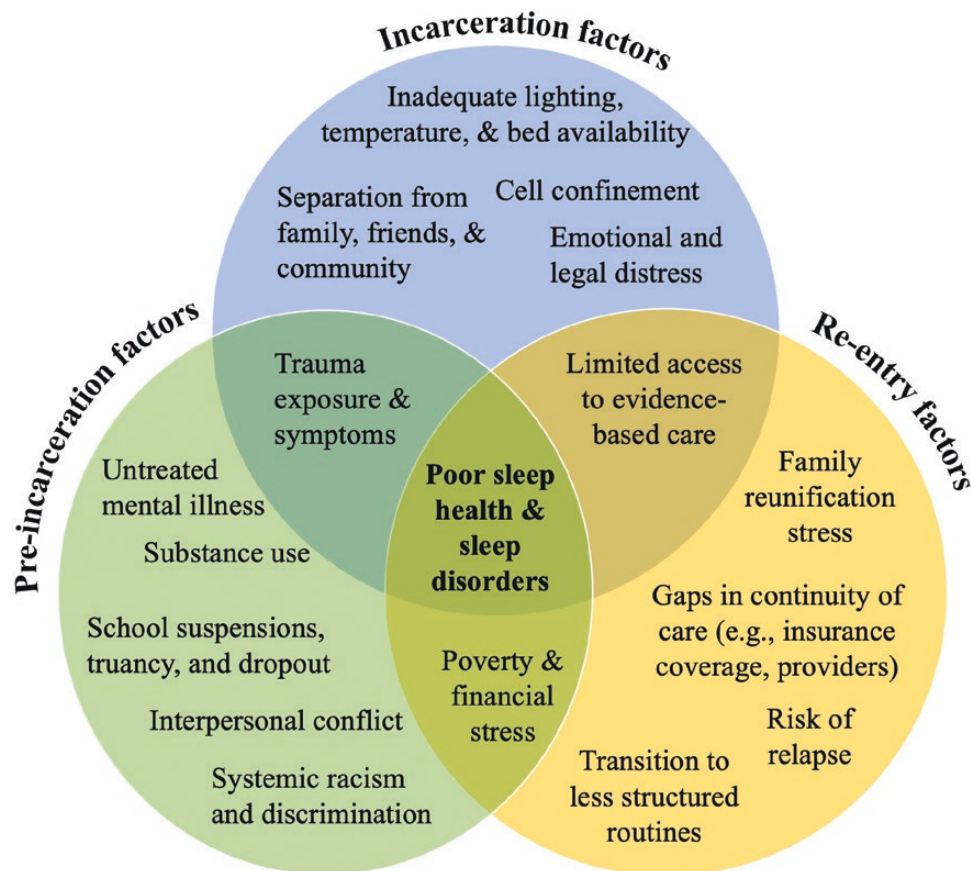 Incarceration factors
Inadequate lighting,
temperature, & bed availability
Separation from
family, friends, &
community
Cell confinement
Emotional and
legal distress
Pre-incarceration factors
Re-entry factors
Trauma
exposure &
symptoms
Limited access
to evidence-
based care
Poor sleep
health &
sleep
disorders
Untreated
mental illness
Substance use
School suspensions,
truancy, and dropout
Interpersonal conflict
Systemic racism
and discrimination
Poverty &
financial
stress
Family
reunification
stress
Gaps in continuity of
care (e.g., insurance
coverage, providers)
Risk of
relapse
Transition to
less structured
routines